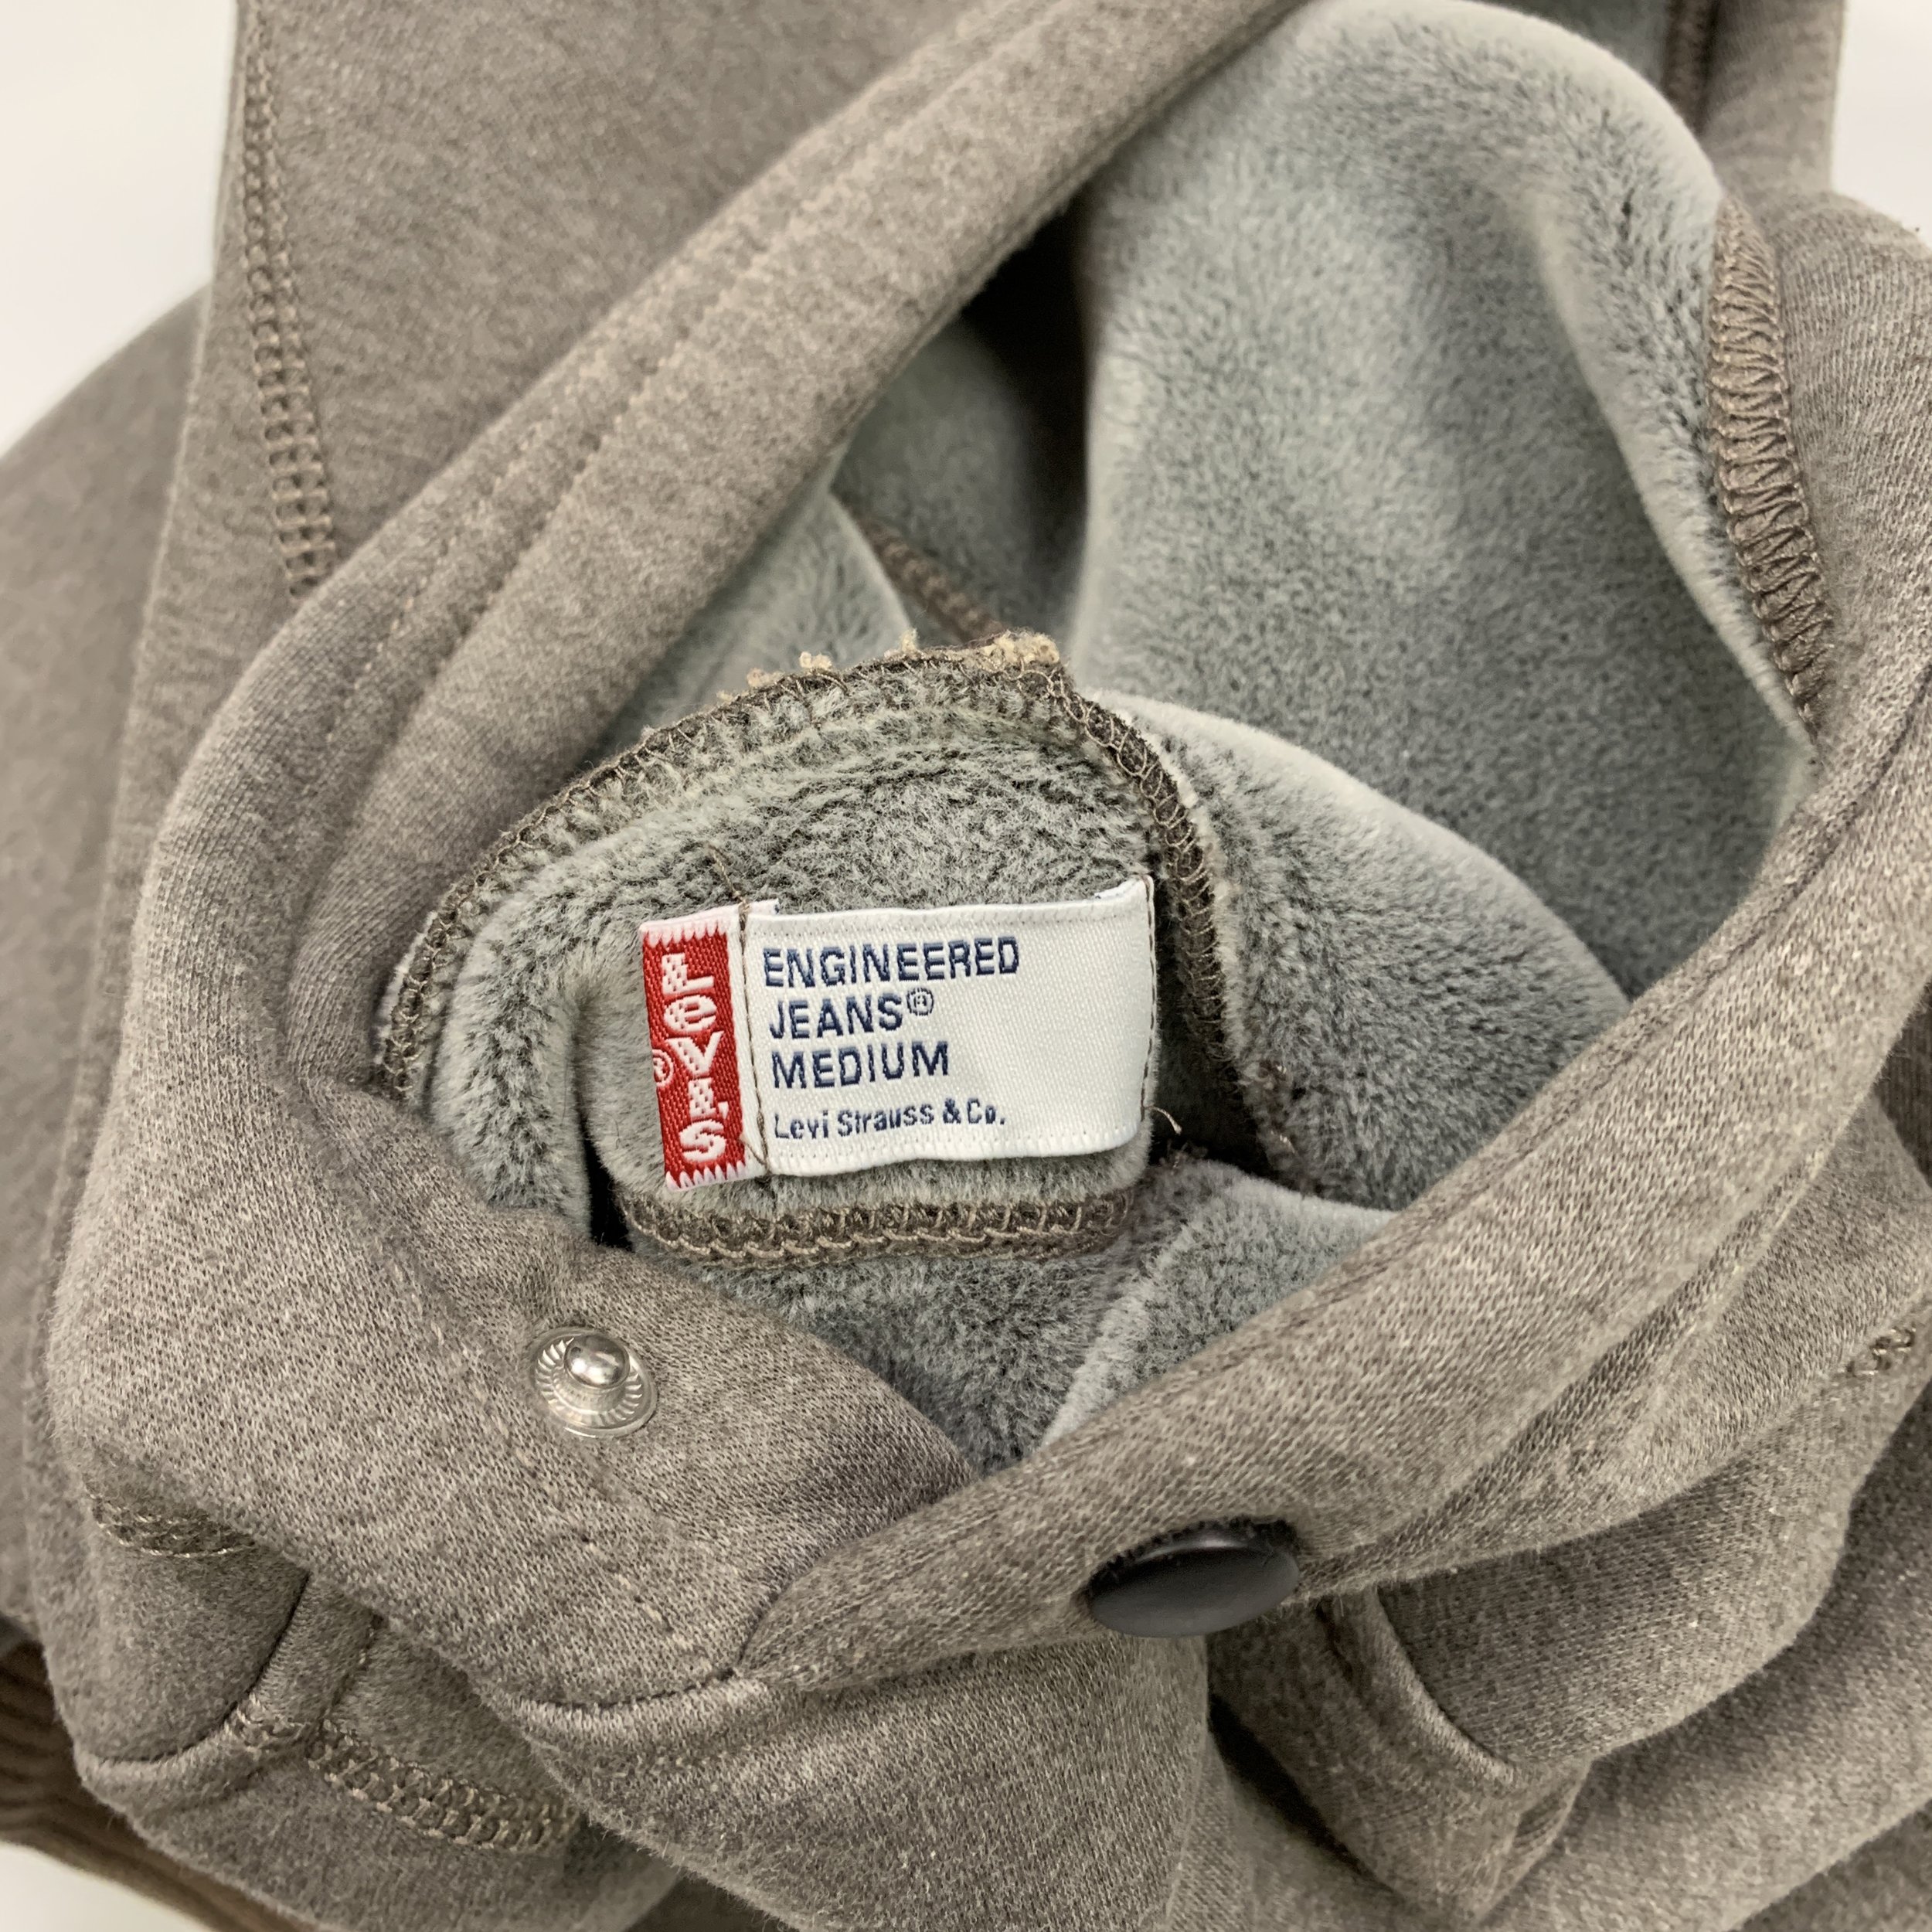 LeVI'S
®
ENGINEERED
JEANS®
MEDIUM
Levi Strauss & Co.